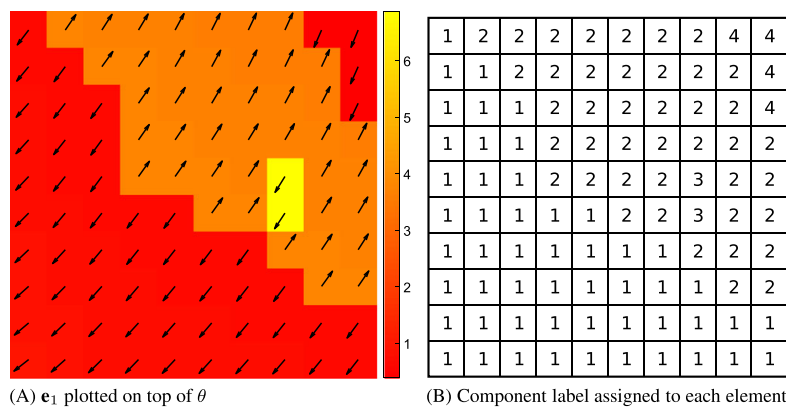 6
5
4
3
2
1
1 2 2 2 2 2 2 2 4 4
1 1 2 2 2 2 2 2 2 4
1 1 1 2 2 2 2 2 2 4
1 1 1 2 2 2 2 2 2 2
1 1 1 2 2 2 2 3 2 2
1 1 1 1 1 2 2 3 2 2
1 1 1 1 1 1 1 2 2 2
1 1 1 1 1 1 1 1 2 2
1 1 1 1 1 1 1 1 1 1
1 1 1 1 1 1 1 1 1 1
(A) e₁ plotted on top of θ
(B) Component label assigned to each element